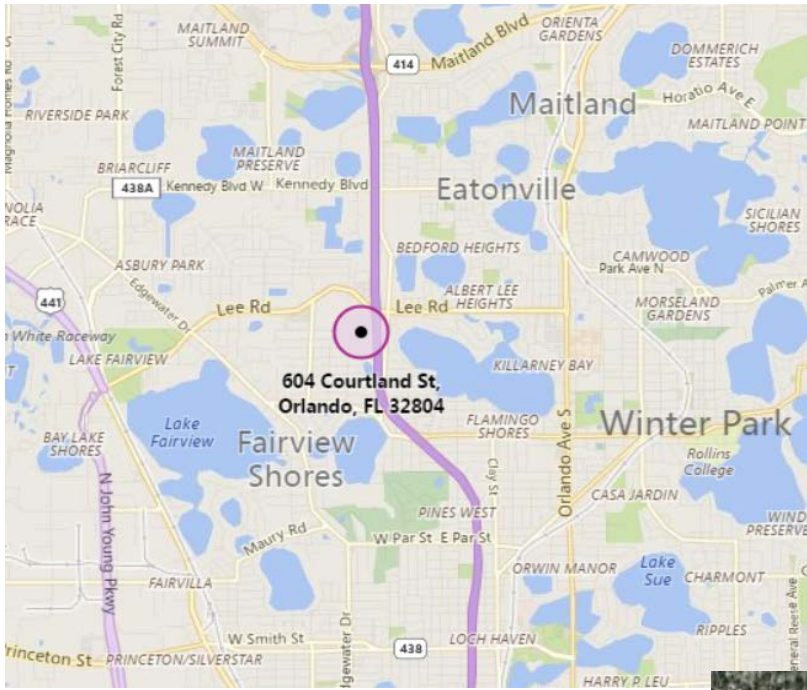 MAITLAND
SUMMIT
Forest City Rd
414
Maitland Blvd
ORIENTA
GARDENS
DOMMERICH
ESTATES
Maitland
Horatio Ave E
RIVERSIDE PARK
MAITLAND POINT
MAITLAND
PRESERVE
BRIARCLIFF
438A
Kennedy Blvd W
Kennedy Blvd
Eatonville
SICILIAN
SHORES
RACE
BEDFORD HEIGHTS
CAMWOOD
Park Ave N
ASBURY PARK
Edgewater Dr
ALBERT LEE
HEIGHTS
MORSELAND
GARDENS
Palmer A
441
Lee Rd
Lee Rd
White Raceway
LAKE FAIRVIEW
KILLARNEY BAY
604 Courtland St,
Orlando, FL 32804
Lake
Fairview
BAY LAKE
SHORES
Fairview
Shores
FLAMINGO
SHORES
Orlando Ave S
Winter Park
Rollins
College
Clay St
N John Young Pkwy
CASA JARDIN
PINES WEST
WIND
PRESERVE
Maury Rd
W Par St
E Par St
FAIRVILLA
ORWIN MANOR
Lake
Sue
CHARMONT
Edgewater Dr
W Smith St
438
LOCH HAVEN
RIPPLES
General Reese Ave
Princeton St
PRINCETON/SILVERSTAR
HARRY P. LEU